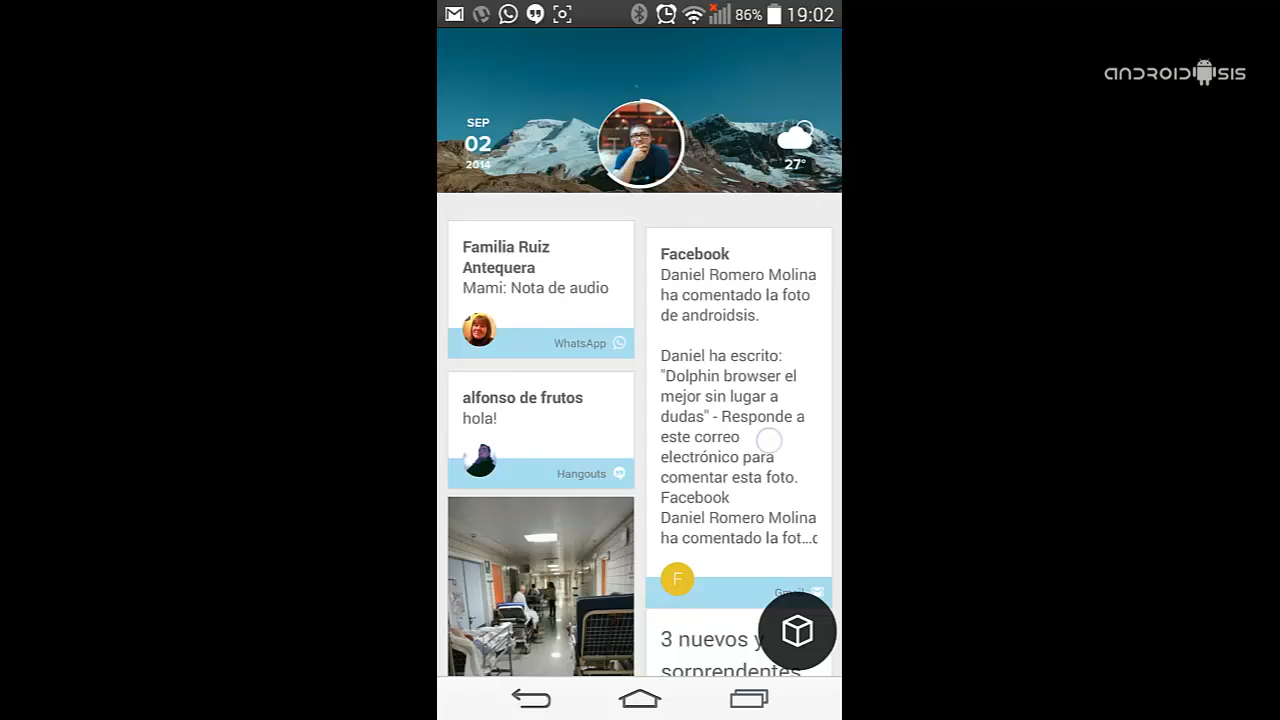 86% 19:02
ANDROIDSIS
SEP
02
2014
27°
Familia Ruiz
Antequera
Mami: Nota de audio
WhatsApp
alfonso de frutos
hola!
Hangouts
Facebook
Daniel Romero Molina
ha comentado la foto
de androidsis.
Daniel ha escrito:
"Dolphin browser el
mejor sin lugar a
dudas" - Responde a
este correo
electrónico para
comentar esta foto.
Facebook
Daniel Romero Molina
ha comentado la fot...c
F
Gmail
3 nuevos y
sorprendentes